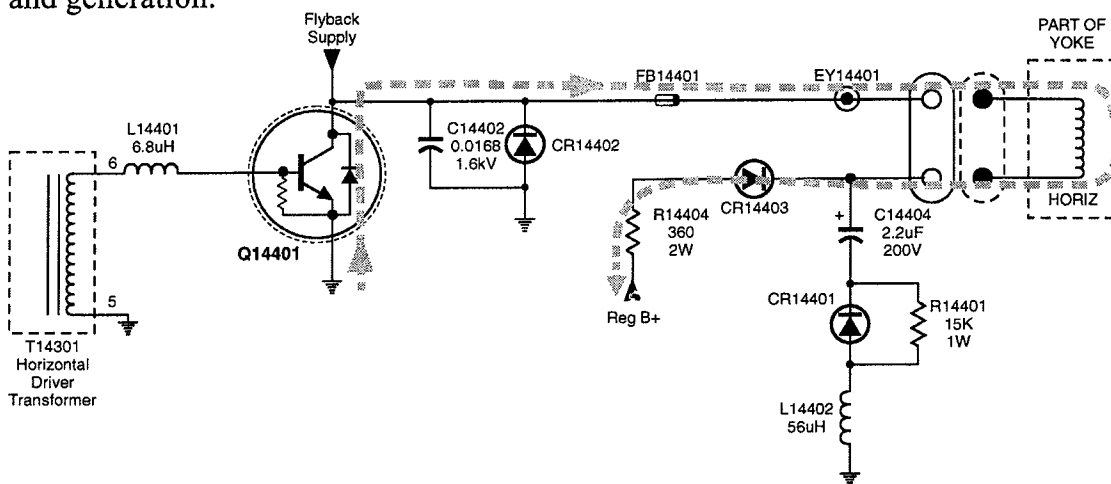 and generation.
Flyback
Supply
PART OF
YOKE
FB14401
EY14401
L14401
6.8uH
C14402
0.0168
1.6kV
CR14402
6
CR14403
HORIZ
R14404
360
2W
+
C14404
2.2uF
200V
Q14401
CR14401
R14401
15K
1W
5
Reg B+
T14301
Horizontal
Driver
Transformer
L14402
56uH